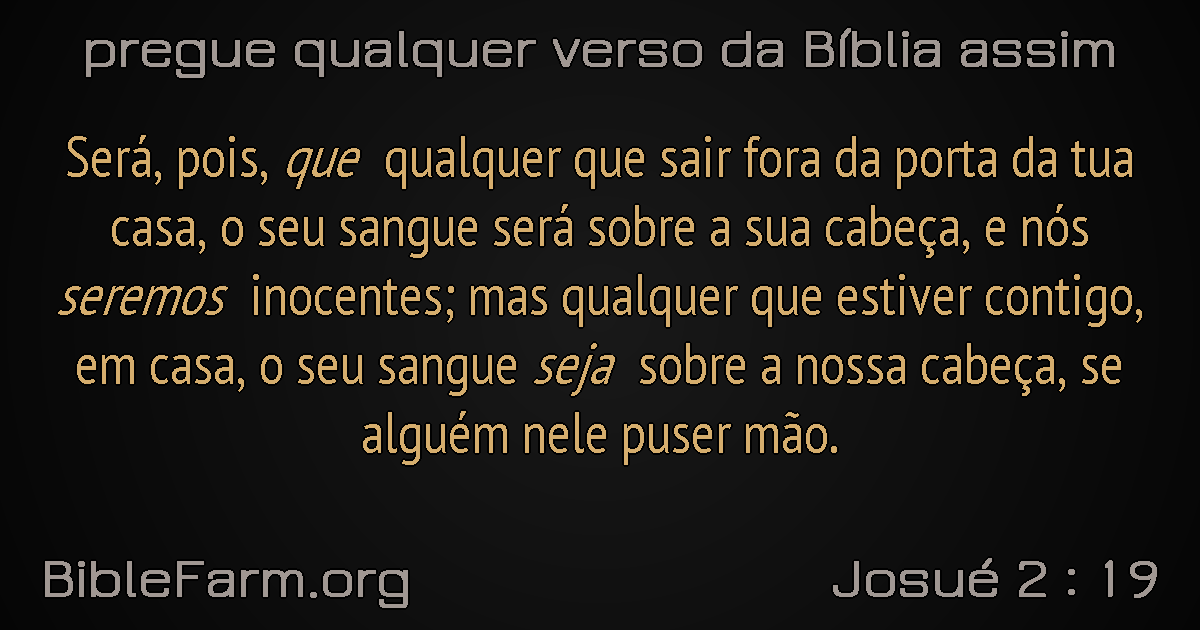 pregue qualquer verso da Bíblia assim
Será, pois, que qualquer que sair fora da porta da tua
casa, o seu sangue será sobre a sua cabeça, e nós
seremos inocentes; mas qualquer que estiver contigo,
em casa, o seu sangue seja sobre a nossa cabeça, se
alguém nele puser mão.
BibleFarm.org
Josué 2 : 19